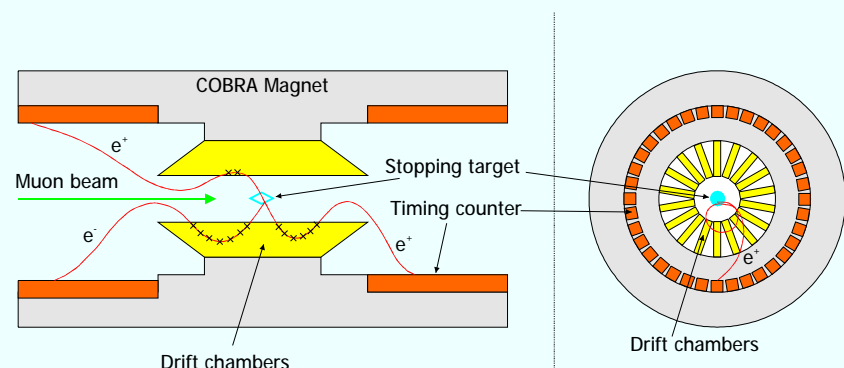 COBRA Magnet
e+
Stopping target
Muon beam
Timing counter
e-
e+
e+
Drift chambers
Drift chambers